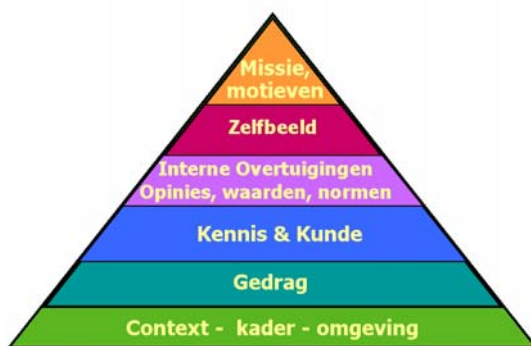 Missie,
motieven
Zelfbeeld
Interne Overtuigingen
Opinies, waarden, normen
Kennis & Kunde
Gedrag
Context - kader - omgeving